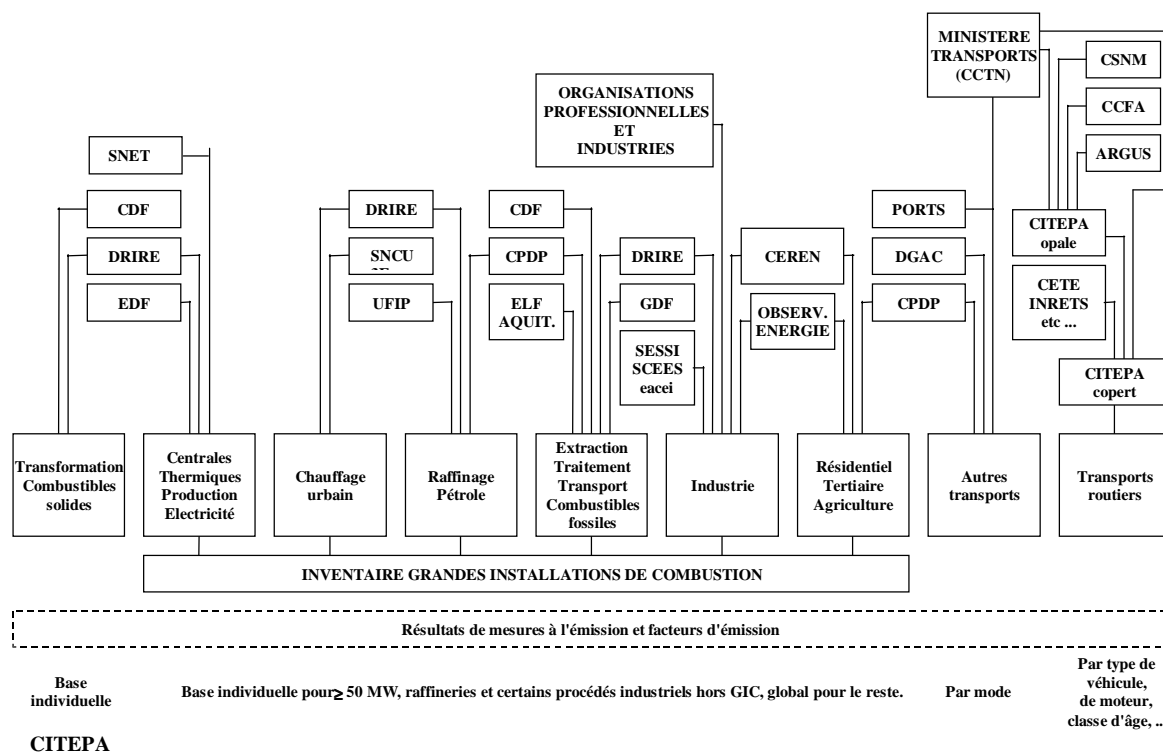 MINISTERE
TRANSPORTS
(CCTN)
CSNM
CCFA
ARGUS
ORGANISATIONS
PROFESSIONNELLES
ET
INDUSTRIES
SNET
CDF
DRIRE
EDF
DRIRE
SNCU
UFIP
CDF
CPDP
ELF
AQUIT.
DRIRE
GDF
SESSI
SCEES
eacei
CEREN
OBSERV.
ENERGIE
PORTS
DGAC
CPDP
CITEPA
opale
CETE
INRETS
etc ...
CITEPA
copert
Transformation
Combustibles
solides
Centrales
Thermiques
Production
Electricité
Chauffage
urbain
Raffinage
Pétrole
Extraction
Traitement
Transport
Combustibles
fossiles
Industrie
Résidentiel
Tertiaire
Agriculture
Autres
transports
Transports
routiers
INVENTAIRE GRANDES INSTALLATIONS DE COMBUSTION
Résultats de mesures à l'émission et facteurs d'émission
Base
individuelle
Base individuelle pour ≥ 50 MW, raffineries et certains procédés industriels hors GIC, global pour le reste.
Par mode
Par type de
véhicule,
de moteur,
classe d'âge, ..
CITEPA